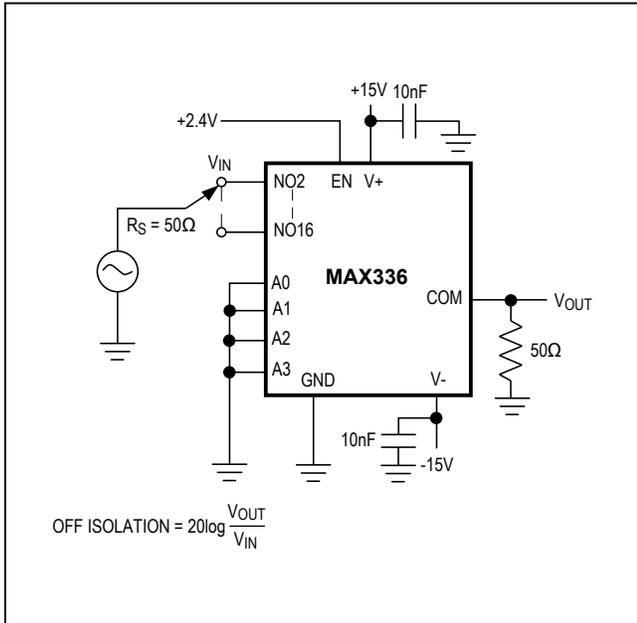 +15V 10nF
+2.4V
VIN
NO2 EN V+
RS = 50Ω
NO16
MAX336
A0
COM VOUT
A1
A2
50Ω
A3
GND V-
10nF
-15V
OFF ISOLATION = 20log VOUT
VIN